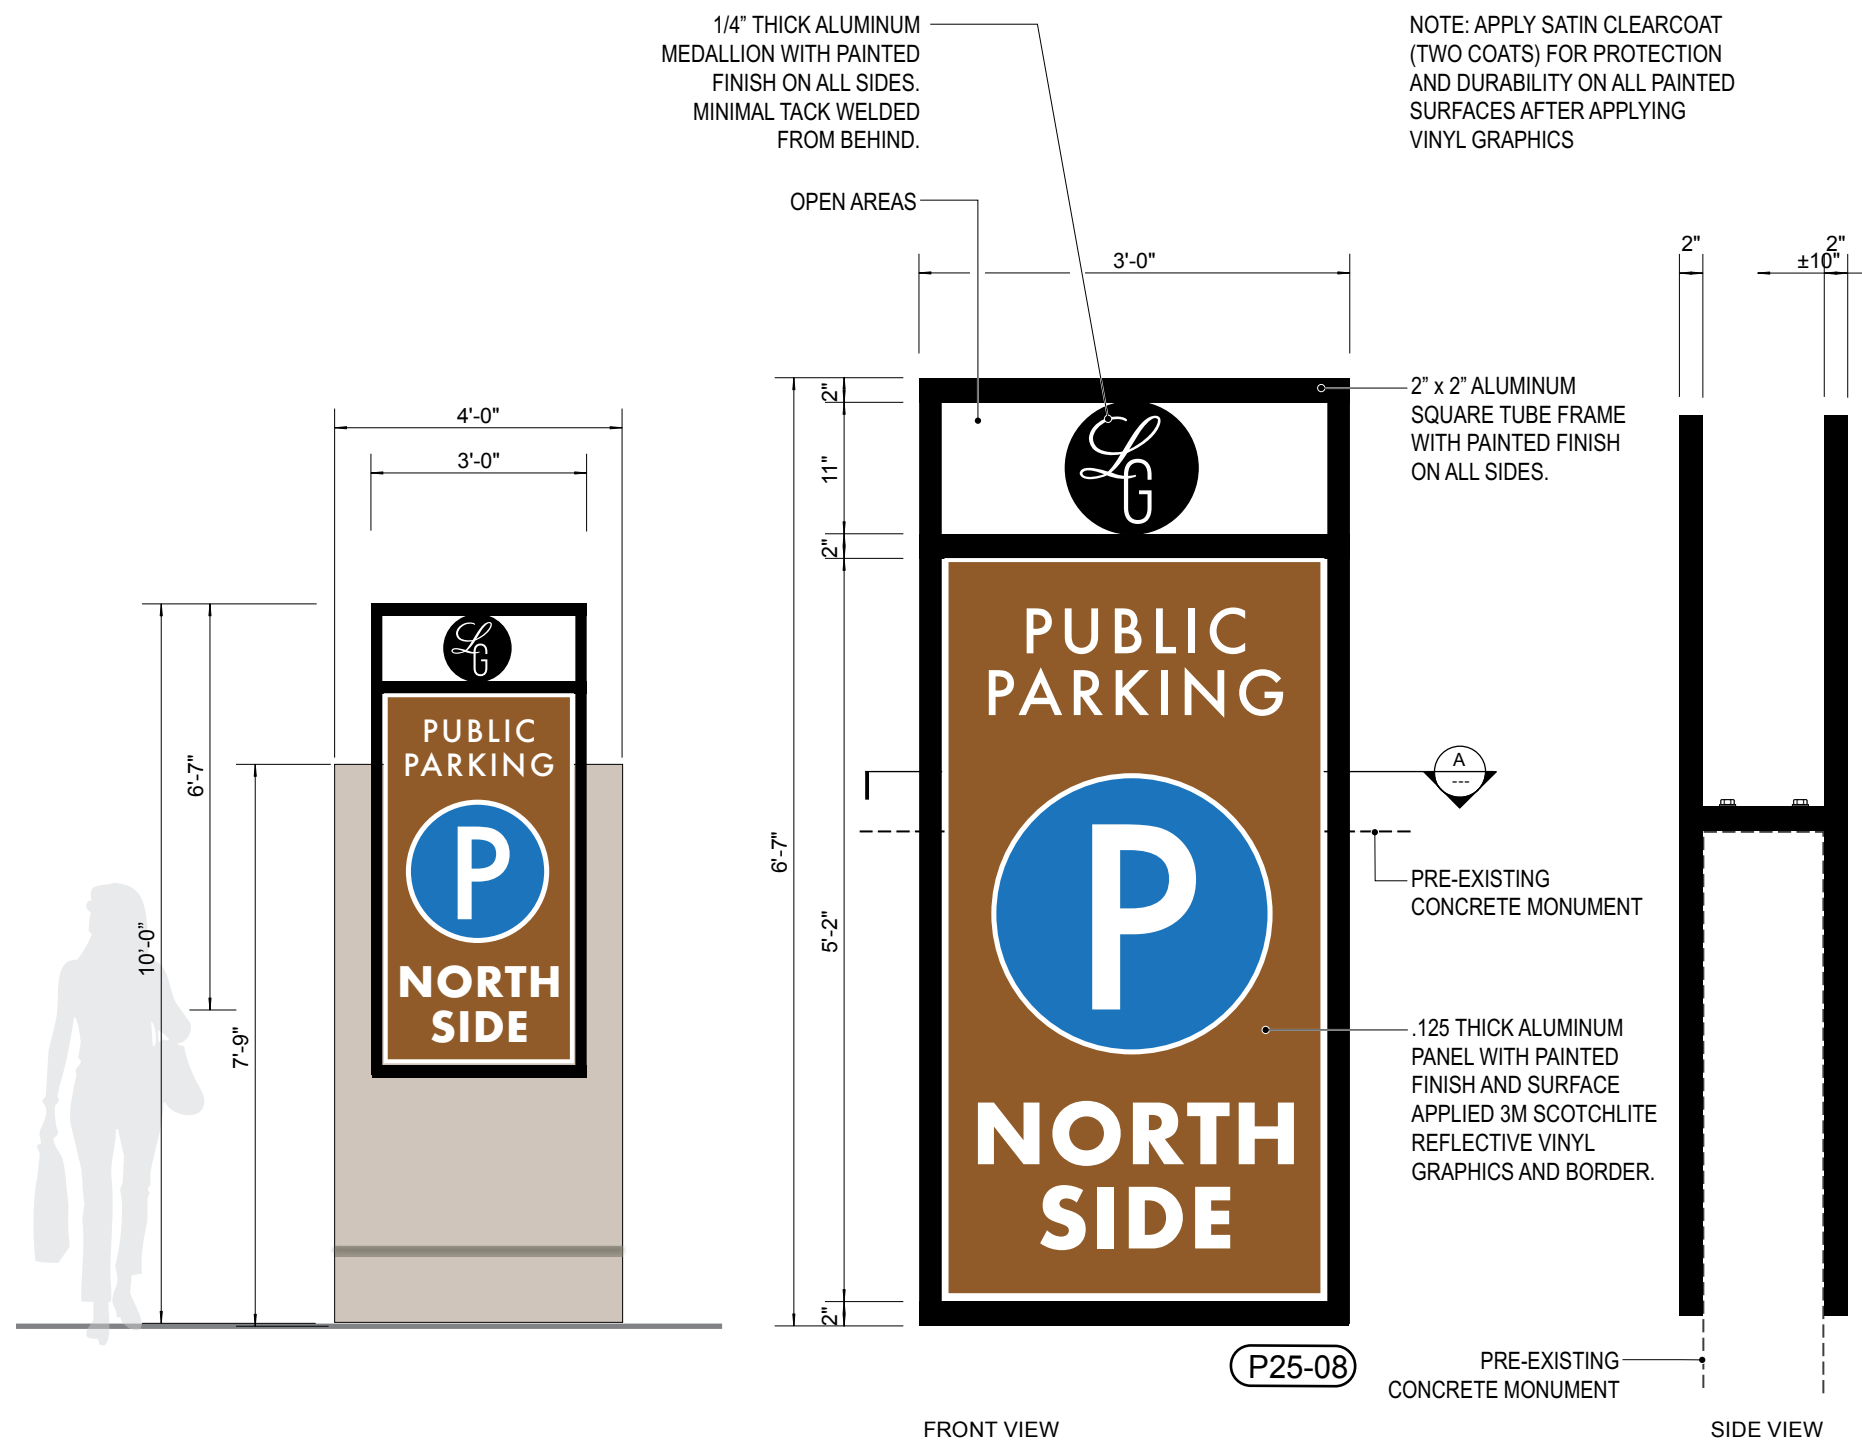 1/4” THICK ALUMINUM
MEDALLION WITH PAINTED
FINISH ON ALL SIDES.
MINIMAL TACK WELDED
FROM BEHIND.
NOTE: APPLY SATIN CLEARCOAT
(TWO COATS) FOR PROTECTION
AND DURABILITY ON ALL PAINTED
SURFACES AFTER APPLYING
VINYL GRAPHICS
OPEN AREAS
4'-0"
3'-0"
10'-0"
6'-7"
7'-9"
LG
PUBLIC
PARKING
P
NORTH
SIDE
3'-0"
6'-7"
2"
11"
2"
5'-2"
2"
LG
PUBLIC
PARKING
P
NORTH
SIDE
2” x 2” ALUMINUM
SQUARE TUBE FRAME
WITH PAINTED FINISH
ON ALL SIDES.
A
---
PRE-EXISTING
CONCRETE MONUMENT
.125 THICK ALUMINUM
PANEL WITH PAINTED
FINISH AND SURFACE
APPLIED 3M SCOTCHLITE
REFLECTIVE VINYL
GRAPHICS AND BORDER.
P25-08
FRONT VIEW
2"
2"
±10"
PRE-EXISTING
CONCRETE MONUMENT
SIDE VIEW